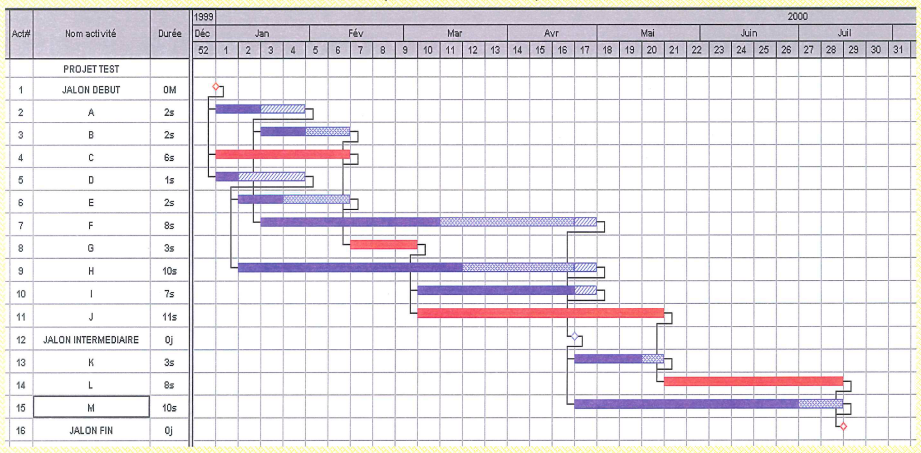 1999 2000
Act# Nom activité Durée Déc Jan Fév Mar Avr Mai Juin Juil
52 1 2 3 4 5 6 7 8 9 10 11 12 13 14 15 16 17 18 19 20 21 22 23 24 25 26 27 28 29 30 31
PROJET TEST
1 JALON DEBUT 0M
2 A 2s
3 B 2s
4 C 6s
5 D 1s
6 E 2s
7 F 8s
8 G 3s
9 H 10s
10 I 7s
11 J 11s
12 JALON INTERMEDIAIRE 0j
13 K 3s
14 L 8s
15 M 10s
16 JALON FIN 0j